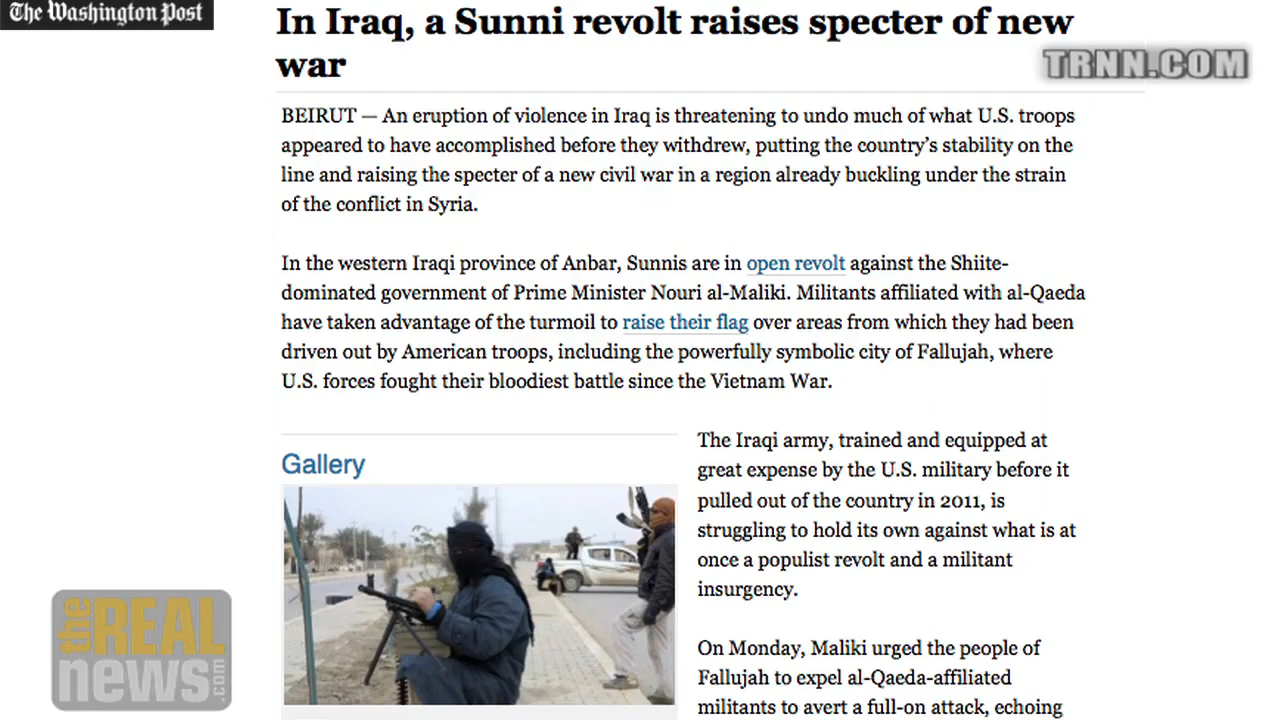 The Washington Post
In Iraq, a Sunni revolt raises specter of new
war
TRNN.COM
BEIRUT — An eruption of violence in Iraq is threatening to undo much of what U.S. troops
appeared to have accomplished before they withdrew, putting the country’s stability on the
line and raising the specter of a new civil war in a region already buckling under the strain
of the conflict in Syria.
In the western Iraqi province of Anbar, Sunnis are in open revolt against the Shiite-
dominated government of Prime Minister Nouri al-Maliki. Militants affiliated with al-Qaeda
have taken advantage of the turmoil to raise their flag over areas from which they had been
driven out by American troops, including the powerfully symbolic city of Fallujah, where
U.S. forces fought their bloodiest battle since the Vietnam War.
Gallery
The Iraqi army, trained and equipped at
great expense by the U.S. military before it
pulled out of the country in 2011, is
struggling to hold its own against what is at
once a populist revolt and a militant
insurgency.
On Monday, Maliki urged the people of
Fallujah to expel al-Qaeda-affiliated
militants to avert a full-on attack, echoing
the REAL
news.com